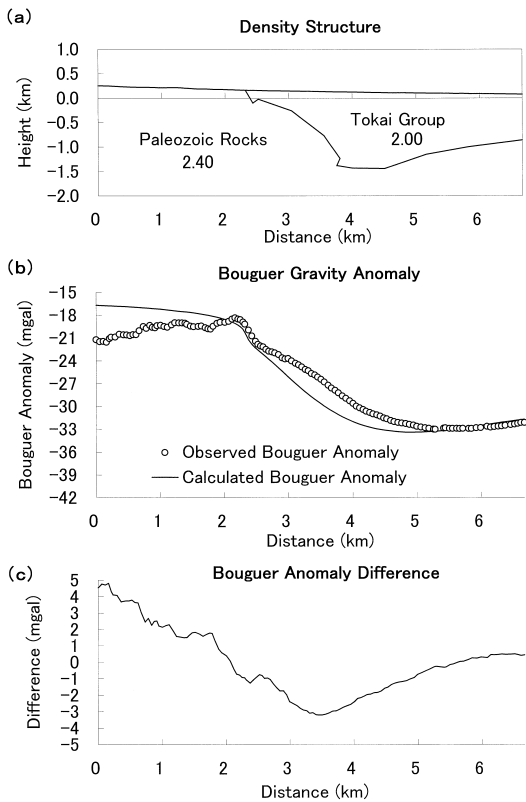 (a)
Density Structure
1.0
0.5
0.0
-0.5
-1.0
-1.5
-2.0
Height (km)
Paleozoic Rocks
2.40
Tokai Group
2.00
0 1 2 3 4 5 6
Distance (km)
(b)
Bouguer Gravity Anomaly
-15
-18
-21
-24
-27
-30
-33
-36
-39
-42
Bouguer Anomaly (mgal)
Observed Bouguer Anomaly
Calculated Bouguer Anomaly
0 1 2 3 4 5 6
Distance (km)
(c)
Bouguer Anomaly Difference
5
4
3
2
1
0
-1
-2
-3
-4
-5
Difference (mgal)
0 1 2 3 4 5 6
Distance (km)